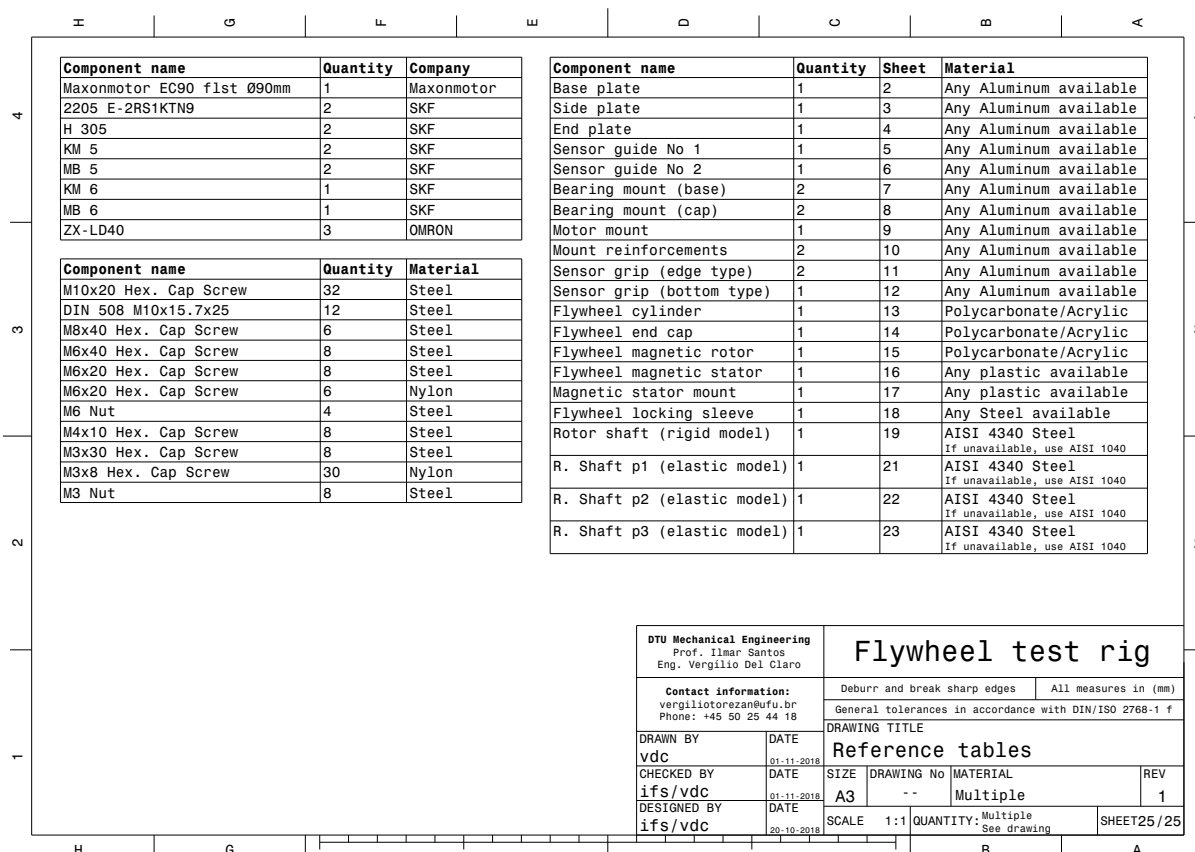 H G F E D C B A
Component name Quantity Company
Maxonmotor EC90 flst Ø90mm 1 Maxonmotor
2205 E-2RS1KTN9 2 SKF
H 305 2 SKF
KM 5 2 SKF
MB 5 2 SKF
KM 6 1 SKF
MB 6 1 SKF
ZX-LD40 3 OMRON
Component name Quantity Material
M10x20 Hex. Cap Screw 32 Steel
DIN 508 M10x15.7x25 12 Steel
M8x40 Hex. Cap Screw 6 Steel
M6x40 Hex. Cap Screw 8 Steel
M6x20 Hex. Cap Screw 8 Steel
M6x20 Hex. Cap Screw 6 Nylon
M6 Nut 4 Steel
M4x10 Hex. Cap Screw 8 Steel
M3x30 Hex. Cap Screw 8 Steel
M3x8 Hex. Cap Screw 30 Nylon
M3 Nut 8 Steel
Component name Quantity Sheet Material
Base plate 1 2 Any Aluminum available
Side plate 1 3 Any Aluminum available
End plate 1 4 Any Aluminum available
Sensor guide No 1 1 5 Any Aluminum available
Sensor guide No 2 1 6 Any Aluminum available
Bearing mount (base) 2 7 Any Aluminum available
Bearing mount (cap) 2 8 Any Aluminum available
Motor mount 1 9 Any Aluminum available
Mount reinforcements 2 10 Any Aluminum available
Sensor grip (edge type) 2 11 Any Aluminum available
Sensor grip (bottom type) 1 12 Any Aluminum available
Flywheel cylinder 1 13 Polycarbonate/Acrylic
Flywheel end cap 1 14 Polycarbonate/Acrylic
Flywheel magnetic rotor 1 15 Polycarbonate/Acrylic
Flywheel magnetic stator 1 16 Any plastic available
Magnetic stator mount 1 17 Any plastic available
Flywheel locking sleeve 1 18 Any Steel available
Rotor shaft (rigid model) 1 19 AISI 4340 Steel
If unavailable, use AISI 1040
R. Shaft p1 (elastic model) 1 21 AISI 4340 Steel
If unavailable, use AISI 1040
R. Shaft p2 (elastic model) 1 22 AISI 4340 Steel
If unavailable, use AISI 1040
R. Shaft p3 (elastic model) 1 23 AISI 4340 Steel
If unavailable, use AISI 1040
4
3
2
1
DTU Mechanical Engineering
Prof. Ilmar Santos
Eng. Vergílio Del Claro
Flywheel test rig
Contact information:
vergiliotorezan@ufu.br
Phone: +45 50 25 44 18
Deburr and break sharp edges All measures in (mm)
General tolerances in accordance with DIN/ISO 2768-1 f
DRAWN BY DATE
vdc 01-11-2018
DRAWING TITLE
Reference tables
CHECKED BY DATE
ifs/vdc 01-11-2018
SIZE DRAWING No MATERIAL REV
A3 -- Multiple 1
DESIGNED BY DATE
ifs/vdc 20-10-2018
SCALE 1:1 QUANTITY: Multiple
See drawing
SHEET 25/25
H G B A